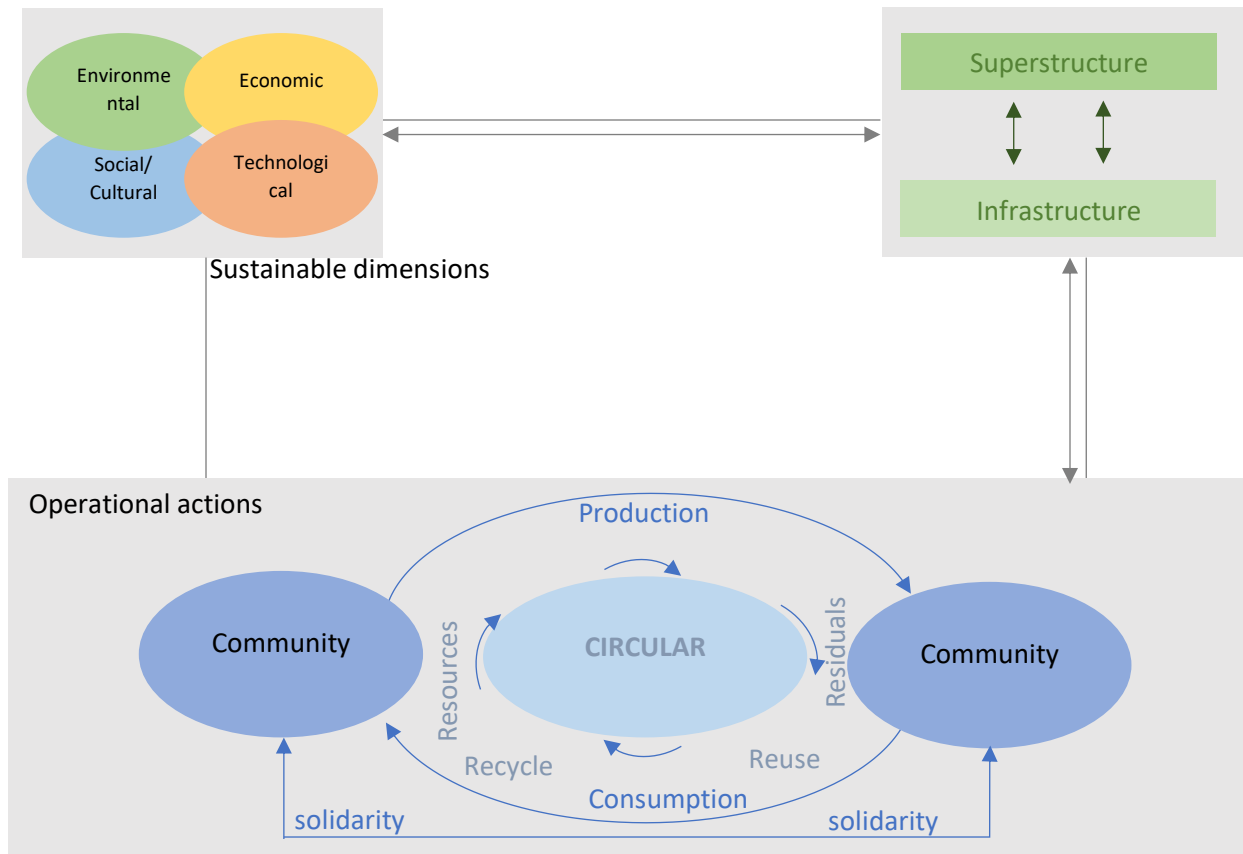 Environme
ntal
Economic
Social/
Cultural
Technologi
cal
Sustainable dimensions
Superstructure
Infrastructure
Operational actions
Production
Community
Resources
CIRCULAR
Residuals
Community
Recycle
Reuse
Consumption
solidarity
solidarity